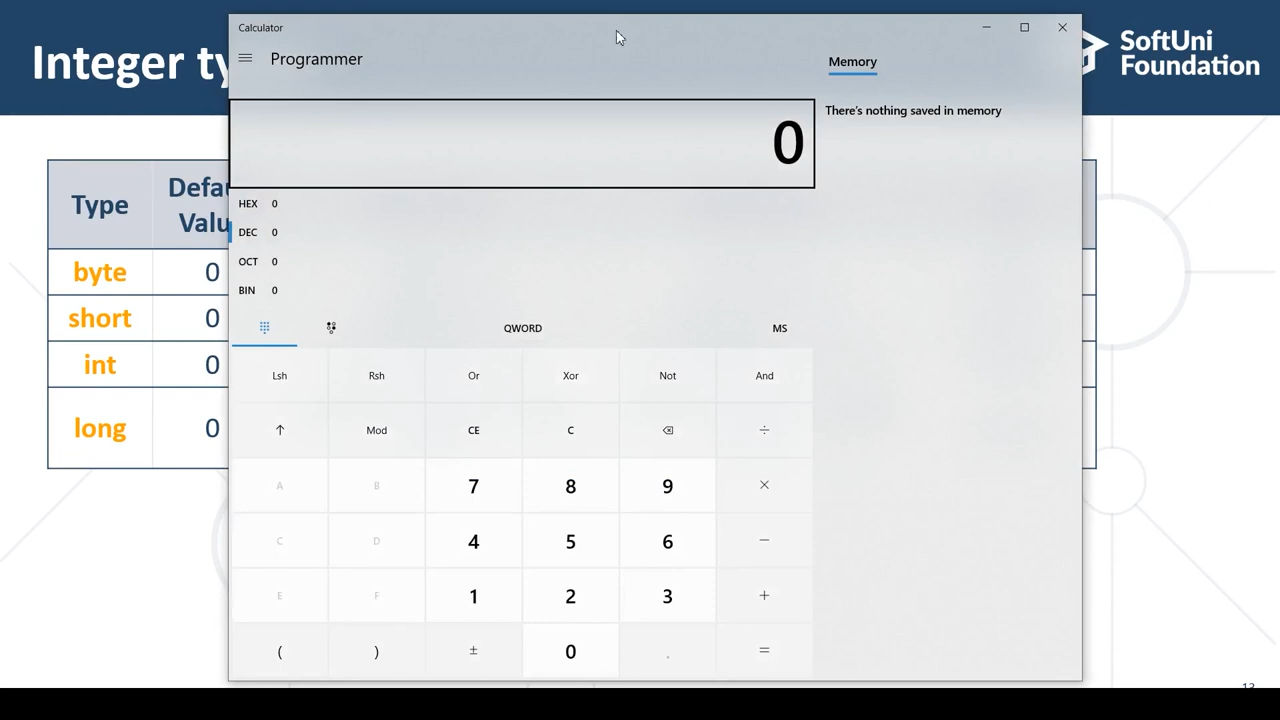 Calculator
Integer ty
Programmer
SoftUni
Foundation
Memory
There's nothing saved in memory
0
Type
Defau
Valu
HEX 0
DEC 0
OCT 0
BIN 0
byte 0
short 0
int 0
long 0
QWORD
MS
Lsh Rsh Or Xor Not And
↑ Mod CE C ⌫ ÷
A B 7 8 9 ×
C D 4 5 6 −
E F 1 2 3 +
( ) ± 0 . =